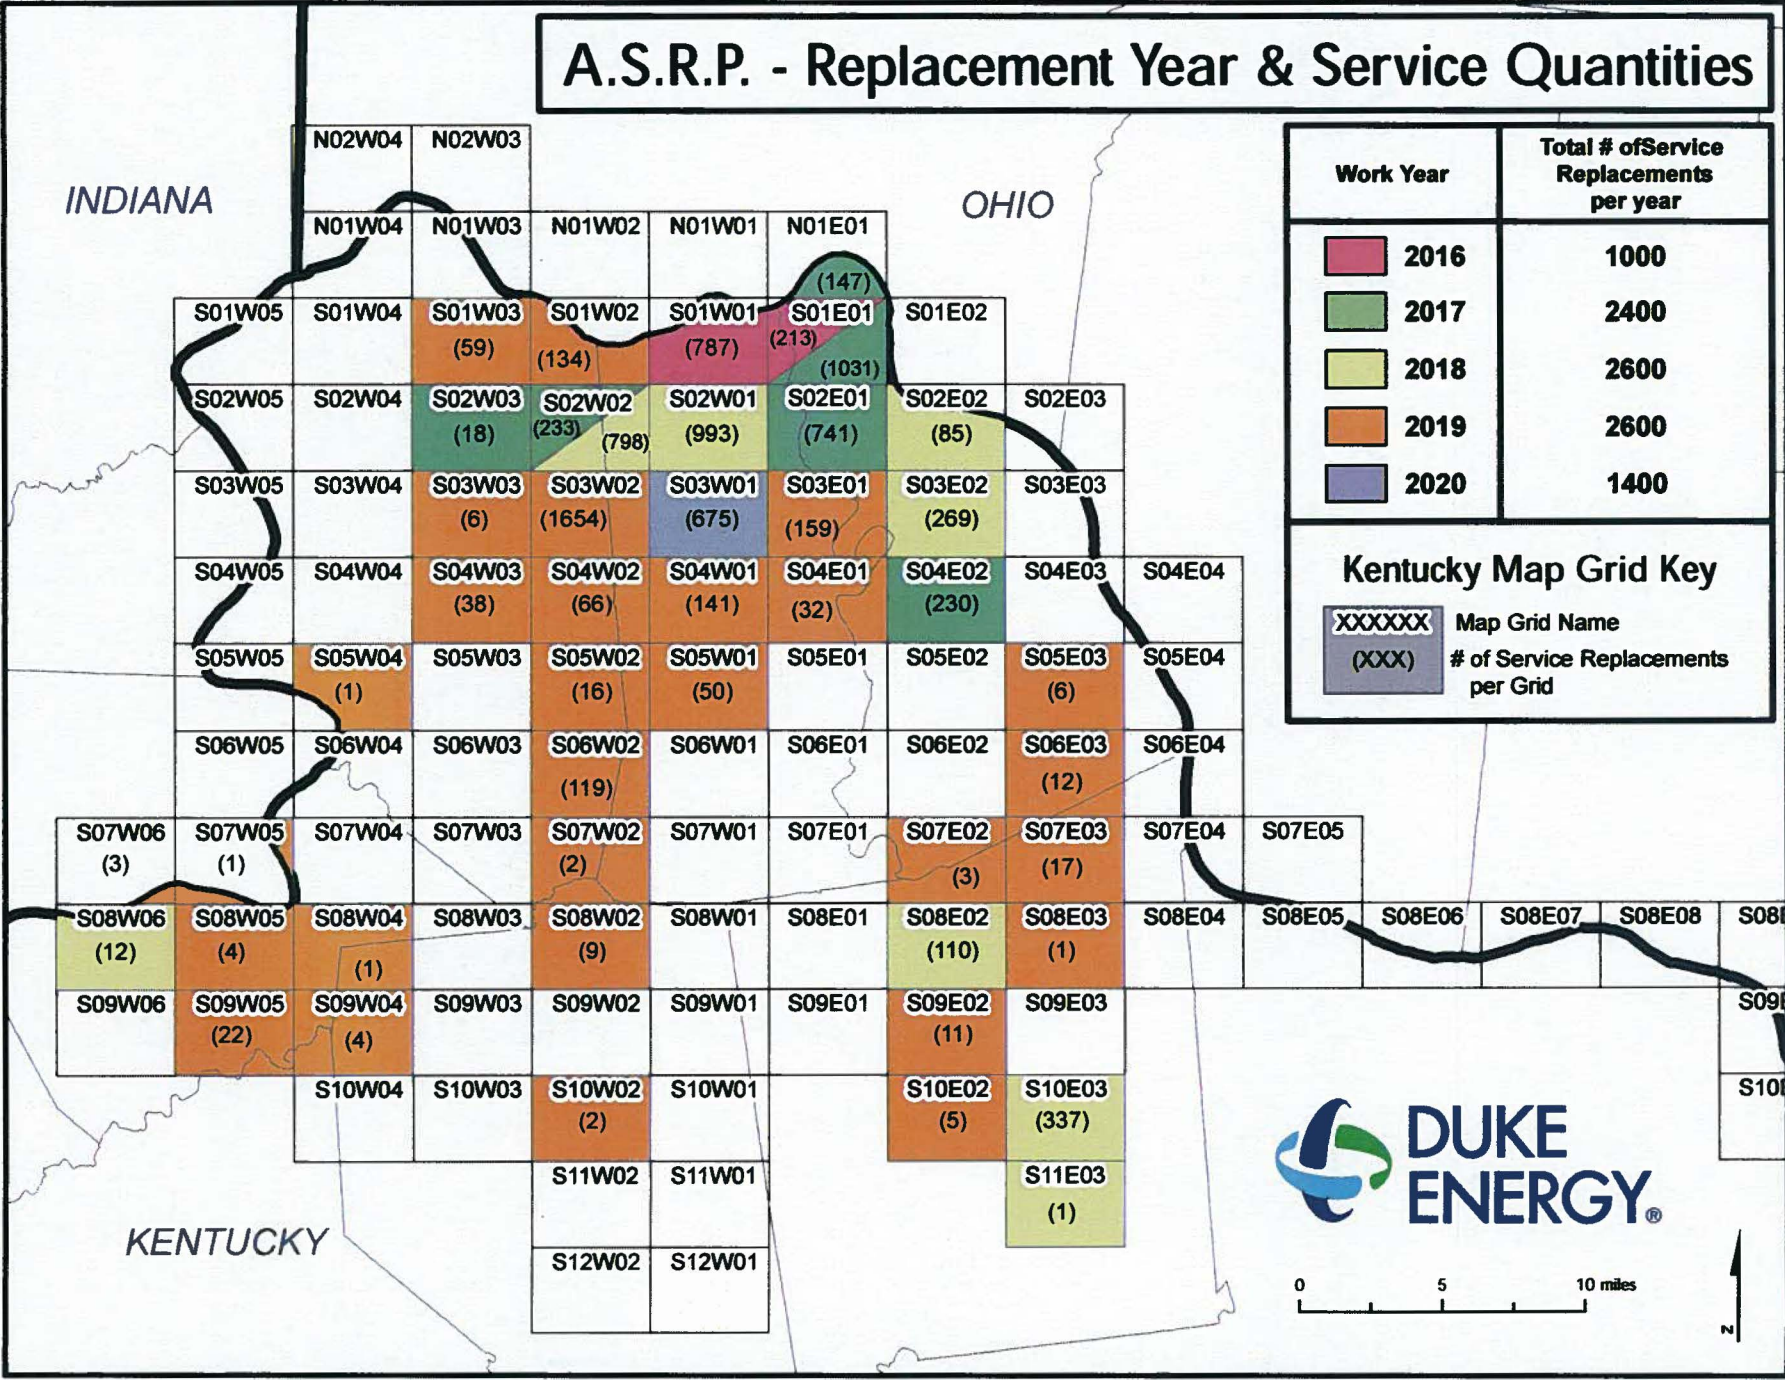 A.S.R.P. - Replacement Year & Service Quantities
INDIANA
OHIO
KENTUCKY
Work Year
Total # ofService
Replacements
per year
2016 1000
2017 2400
2018 2600
2019 2600
2020 1400
Kentucky Map Grid Key
XXXXXX Map Grid Name
(XXX) # of Service Replacements
per Grid
N02W04 N02W03
N01W04 N01W03 N01W02 N01W01 N01E01
(147)
S01W05 S01W04 S01W03 S01W02 S01W01 S01E01 S01E02
(59) (134) (787) (213) (1031)
S02W05 S02W04 S02W03 S02W02 S02W01 S02E01 S02E02 S02E03
(18) (233) (798) (993) (741) (85)
S03W05 S03W04 S03W03 S03W02 S03W01 S03E01 S03E02 S03E03
(6) (1654) (675) (159) (269)
S04W05 S04W04 S04W03 S04W02 S04W01 S04E01 S04E02 S04E03 S04E04
(38) (66) (141) (32) (230)
S05W05 S05W04 S05W03 S05W02 S05W01 S05E01 S05E02 S05E03 S05E04
(1) (16) (50) (6)
S06W05 S06W04 S06W03 S06W02 S06W01 S06E01 S06E02 S06E03 S06E04
(119) (12)
S07W06 S07W05 S07W04 S07W03 S07W02 S07W01 S07E01 S07E02 S07E03 S07E04 S07E05
(3) (1) (2) (3) (17)
S08W06 S08W05 S08W04 S08W03 S08W02 S08W01 S08E01 S08E02 S08E03 S08E04 S08E05 S08E06 S08E07 S08E08
(12) (4) (1) (9) (110) (1)
S09W06 S09W05 S09W04 S09W03 S09W02 S09W01 S09E01 S09E02 S09E03
(22) (4) (11)
S10W04 S10W03 S10W02 S10W01 S10E02 S10E03
(2) (5) (337)
S11W02 S11W01 S11E03
(1)
S12W02 S12W01
DUKE
ENERGY®
0 5 10 miles
N